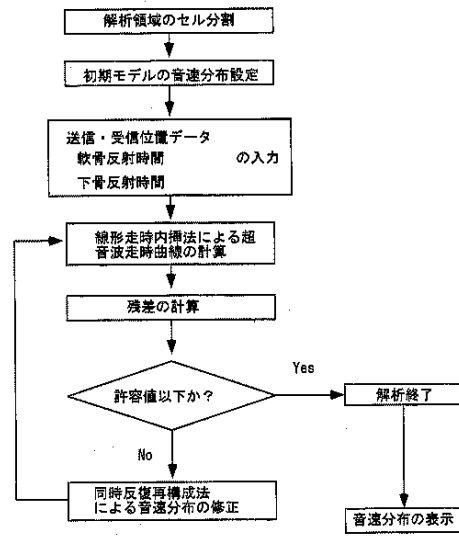 解析領域のセル分割
初期モデルの音速分布設定
送信・受信位置データ
軟骨反射時間 の入力
下骨反射時間
線形走時内挿法による超
音波走時曲線の計算
残差の計算
許容値以下か？
Yes
No
解析終了
同時反復再構成法
による音速分布の修正
音速分布の表示